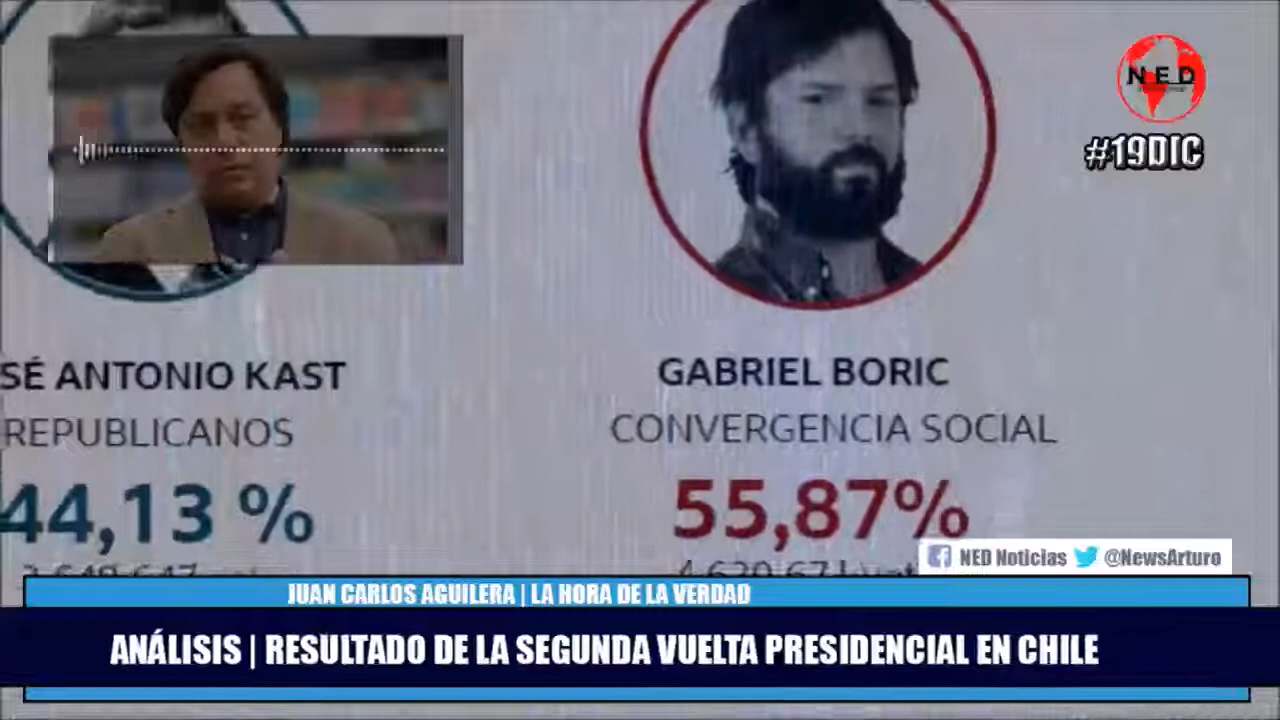 NED
#19DIC
SÉ ANTONIO KAST
REPUBLICANOS
44,13 %
GABRIEL BORIC
CONVERGENCIA SOCIAL
55,87%
NED Noticias @NewsArturo
JUAN CARLOS AGUILERA | LA HORA DE LA VERDAD
ANÁLISIS | RESULTADO DE LA SEGUNDA VUELTA PRESIDENCIAL EN CHILE